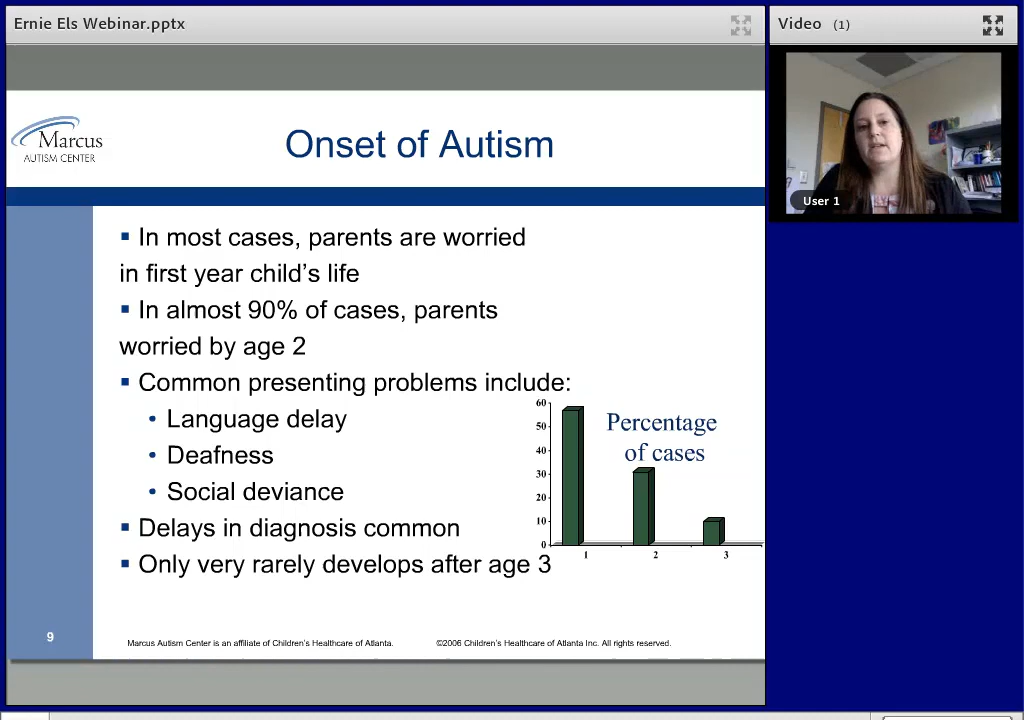 Ernie Els Webinar.pptx
Video (1)
Marcus
AUTISM CENTER
Onset of Autism
User 1
▪ In most cases, parents are worried
in first year child’s life
▪ In almost 90% of cases, parents
worried by age 2
▪ Common presenting problems include:
• Language delay
• Deafness
• Social deviance
▪ Delays in diagnosis common
▪ Only very rarely develops after age 3
Percentage
of cases
60
50
40
30
20
10
0
1 2 3
9
Marcus Autism Center is an affiliate of Children’s Healthcare of Atlanta. ©2006 Children’s Healthcare of Atlanta Inc. All rights reserved.